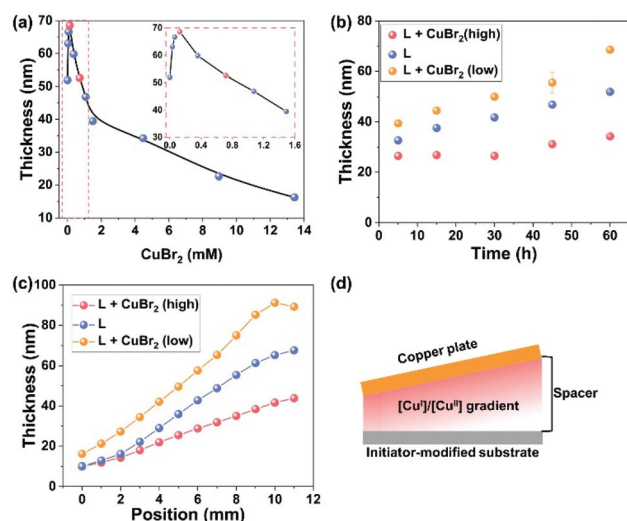 (a)
Thickness (nm)
70
60
50
40
30
20
10
0 2 4 6 8 10 12 14
CuBr₂ (mM)
70
60
50
40
30
0.0 0.3 0.6 0.9 1.2 1.5
(b)
Thickness (nm)
80
60
40
20
0
0 10 20 30 40 50 60
Time (h)
L + CuBr₂(high)
L
L + CuBr₂ (low)
(c)
Thickness (nm)
100
80
60
40
20
0
0 2 4 6 8 10 12
Position (mm)
L + CuBr₂ (high)
L
L + CuBr₂ (low)
(d)
Copper plate
[Cuᴵ]/[Cuᴵᴵ] gradient
Spacer
Initiator-modified substrate